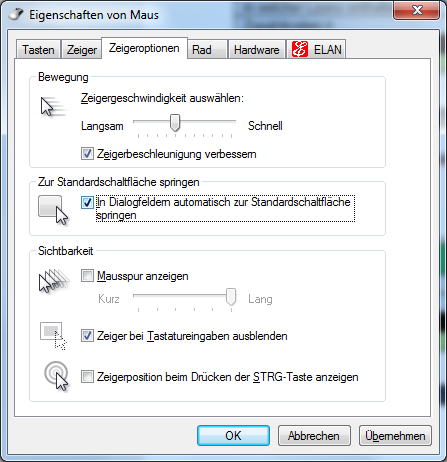 Eigenschaften von Maus
Tasten Zeiger Zeigeroptionen Rad Hardware ELAN
Bewegung
Zeigergeschwindigkeit auswählen:
Langsam Schnell
Zeigerbeschleunigung verbessern
Zur Standardschaltfläche springen
In Dialogfeldern automatisch zur Standardschaltfläche
springen
Sichtbarkeit
Mausspur anzeigen
Kurz Lang
Zeiger bei Tastatureingaben ausblenden
Zeigerposition beim Drücken der STRG-Taste anzeigen
OK Abbrechen Übernehmen